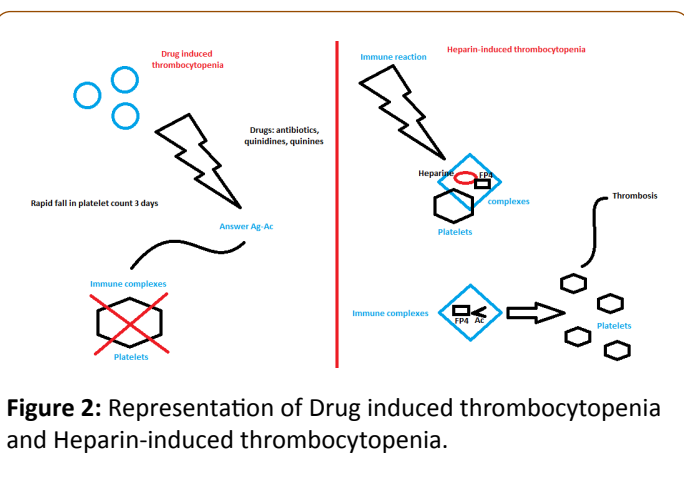 Drug induced
thrombocytopenia
Drugs: antibiotics,
quinidines, quinines
Rapid fall in platelet count 3 days
Answer Ag-Ac
Immune complexes
Platelets
Heparin-induced thrombocytopenia
Immune reaction
Heparine
FP4
complexes
Platelets
Thrombosis
Immune complexes
FP4 Ac
Platelets
Figure 2: Representation of Drug induced thrombocytopenia
and Heparin-induced thrombocytopenia.